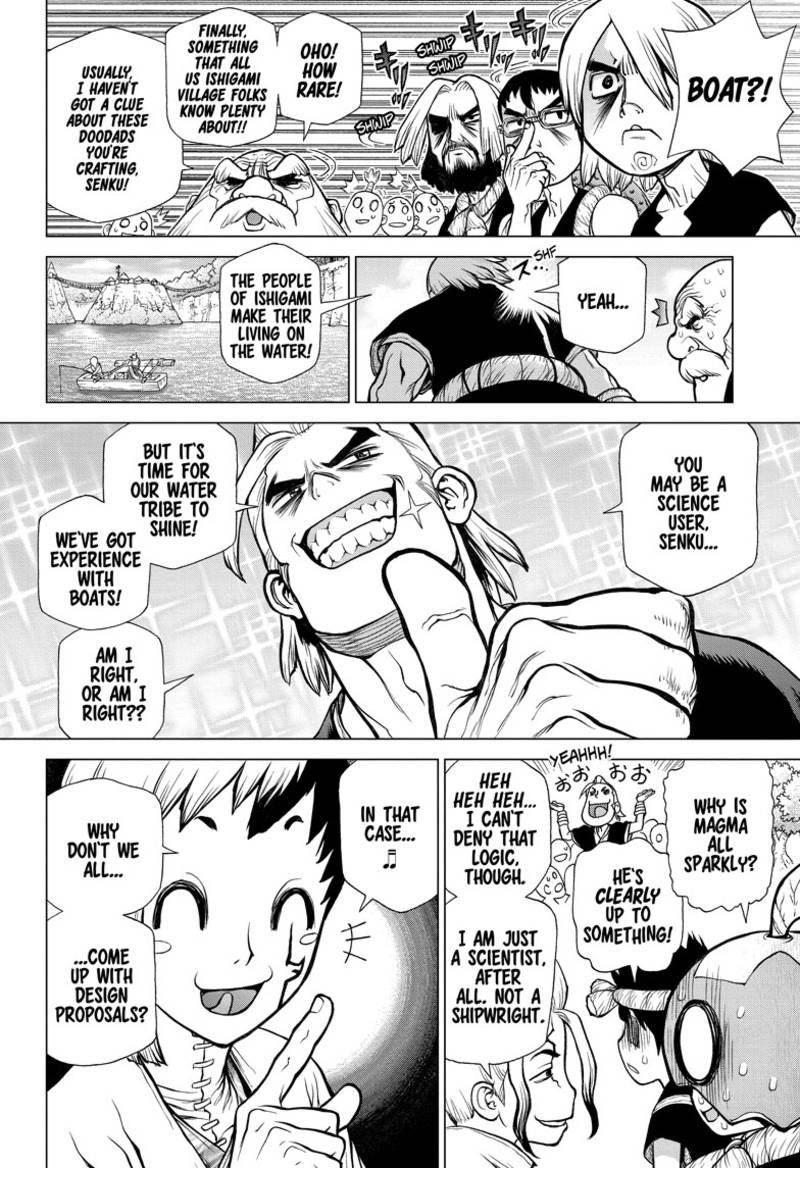 BOAT?!
SHWIP
SHWIP
SHWIP
OHO!
HOW
RARE!
FINALLY,
SOMETHING
THAT ALL
US ISHIGAMI
VILLAGE FOLKS
KNOW PLENTY
ABOUT!!
USUALLY,
I HAVEN'T
GOT A CLUE
ABOUT THESE
DOODADS
YOU'RE
CRAFTING,
SENKU!
YEAH...
SHF
ス...
THE PEOPLE
OF ISHIGAMI
MAKE THEIR
LIVING ON
THE WATER!
YOU
MAY BE A
SCIENCE
USER,
SENKU...
BUT IT'S
TIME FOR
OUR WATER
TRIBE TO
SHINE!
WE'VE GOT
EXPERIENCE
WITH
BOATS!
AM I
RIGHT,
OR AM I
RIGHT??
WHY IS
MAGMA
ALL
SPARKLY?
YEAHHH!
おおおお
HE'S
CLEARLY
UP TO
SOMETHING!
HEH
HEH HEH...
I CAN'T
DENY THAT
LOGIC,
THOUGH.
I AM JUST
A SCIENTIST,
AFTER
ALL. NOT A
SHIPWRIGHT.
IN THAT
CASE...
♬
WHY
DON'T WE
ALL...
...COME
UP WITH
DESIGN
PROPOSALS?